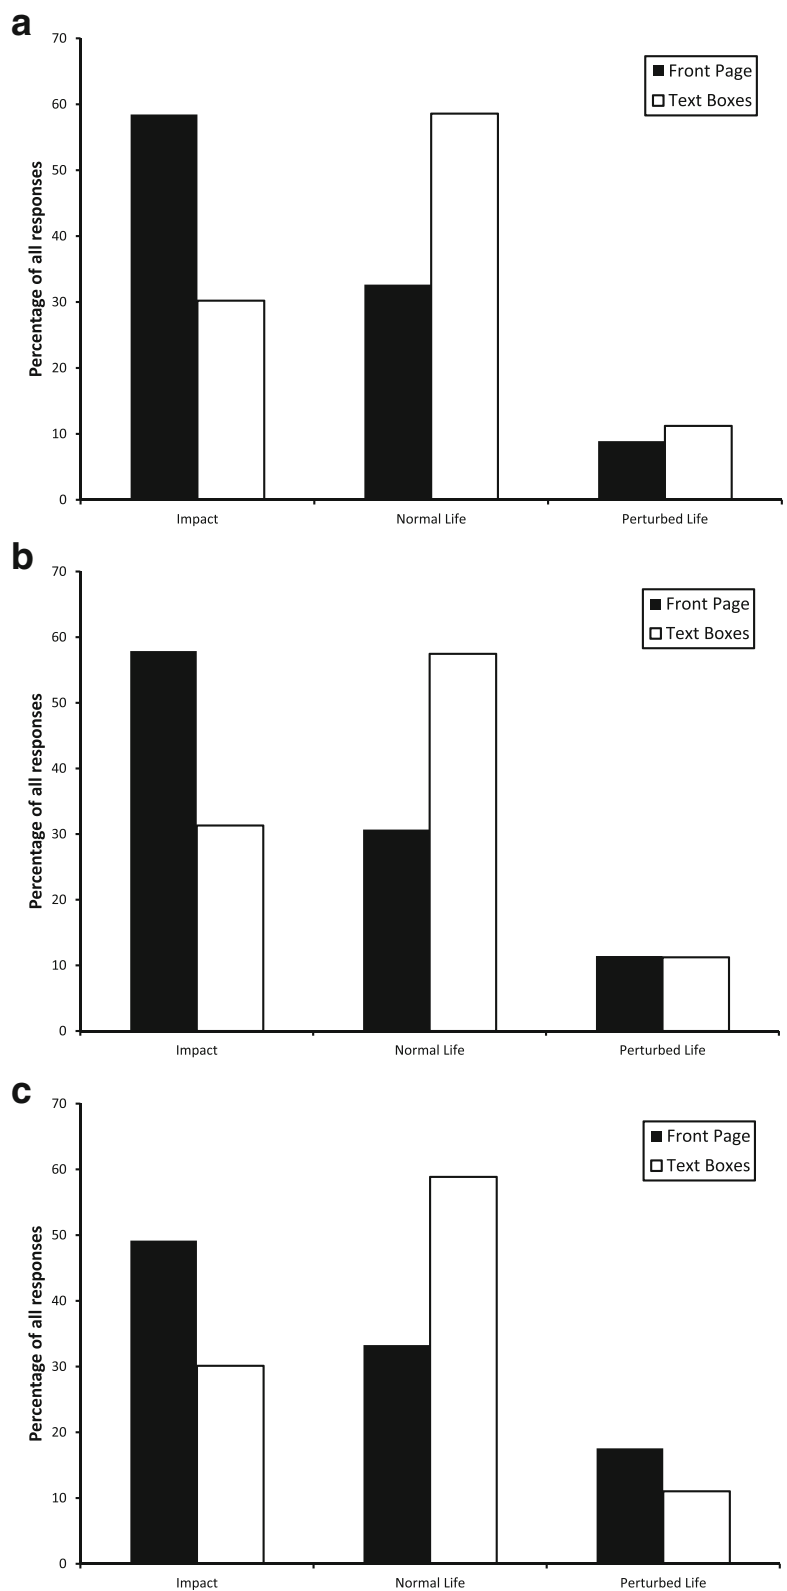 a
70
60
50
40
30
20
10
0
Percentage of all responses
Front Page
Text Boxes
Impact
Normal Life
Perturbed Life
b
70
60
50
40
30
20
10
0
Percentage of all responses
Front Page
Text Boxes
Impact
Normal Life
Perturbed Life
c
70
60
50
40
30
20
10
0
Percentage of all responses
Front Page
Text Boxes
Impact
Normal Life
Perturbed Life